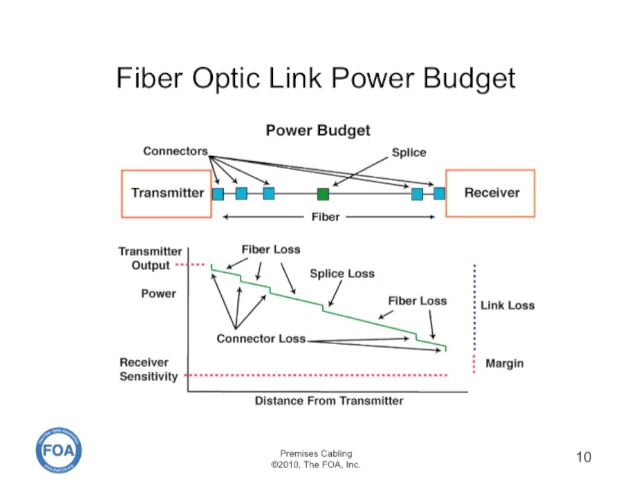 Fiber Optic Link Power Budget
Power Budget
Connectors
Splice
Transmitter
Receiver
Fiber
Transmitter
Output
Fiber Loss
Splice Loss
Power
Fiber Loss
Link Loss
Connector Loss
Receiver
Sensitivity
Margin
Distance From Transmitter
FOA
Premises Cabling
©2010, The FOA, Inc.
10